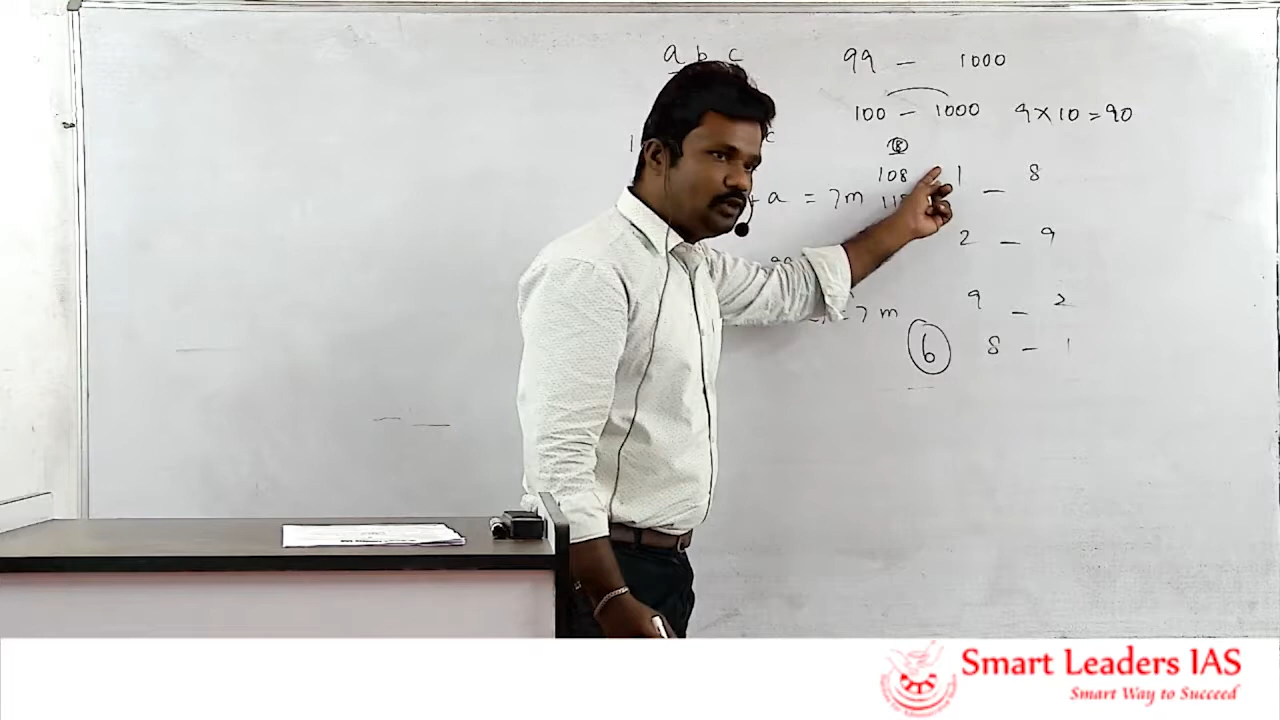 a b c
99 — 1000
100 — 1000 9 x 10 = 90
c
108 1 — 8
+ a = 7m
2 — 9
9 — 2
7 m
6 8 — 1
Smart Leaders IAS
Smart Way to Succeed